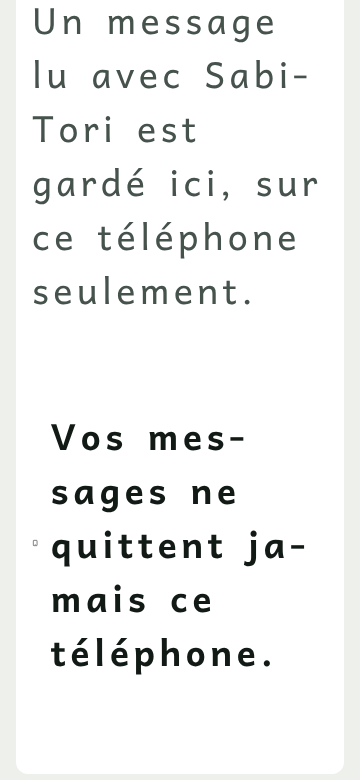 Un message
lu avec Sabi-
Tori est
gardé ici, sur
ce téléphone
seulement.
Vos mes-
sages ne
quittent ja-
mais ce
téléphone.